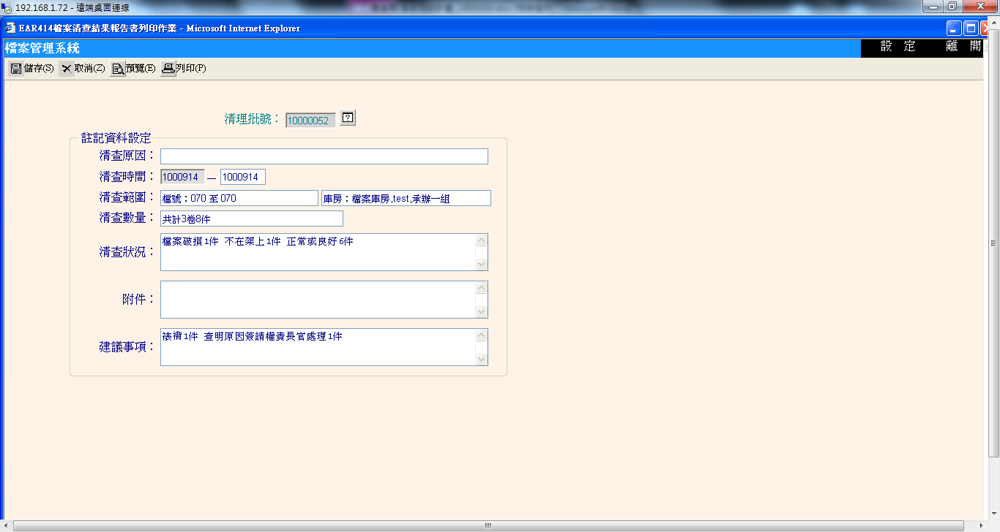 192.168.1.72 - 遠端桌面連線
EAR414檔案清查結果報告書列印作業 - Microsoft Internet Explorer
檔案管理系統
設 定 離 開
儲存(S) 取消(Z) 預覽(E) 列印(P)
清理批號： 10000052 ?
註記資料設定
清查原因：
清查時間： 1000914 — 1000914
清查範圍： 檔號：070 至 070 庫房：檔案庫房,test,承辦一組
清查數量： 共計3卷8件
清查狀況： 檔案破損1件 不在架上1件 正常或良好6件
附件：
建議事項： 裱褙1件 查明原因簽請權責長官處理1件